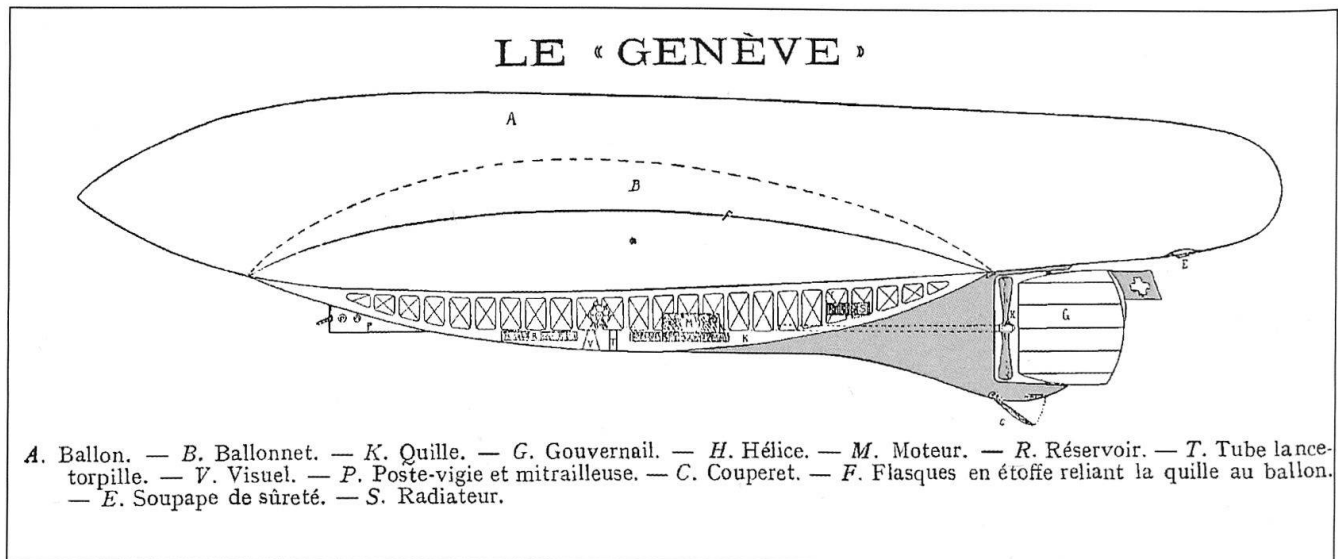 LE « GENÈVE »
A
B
F
E
K
G
P
R
V
T
M
K
S
C
A. Ballon. — B. Ballonnet. — K. Quille. — G. Gouvernail. — H. Hélice. — M. Moteur. — R. Réservoir. — T. Tube lance-
torpille. — V. Visuel. — P. Poste-vigie et mitrailleuse. — C. Couperet. — F. Flasques en étoffe reliant la quille au ballon.
— E. Soupape de sûreté. — S. Radiateur.